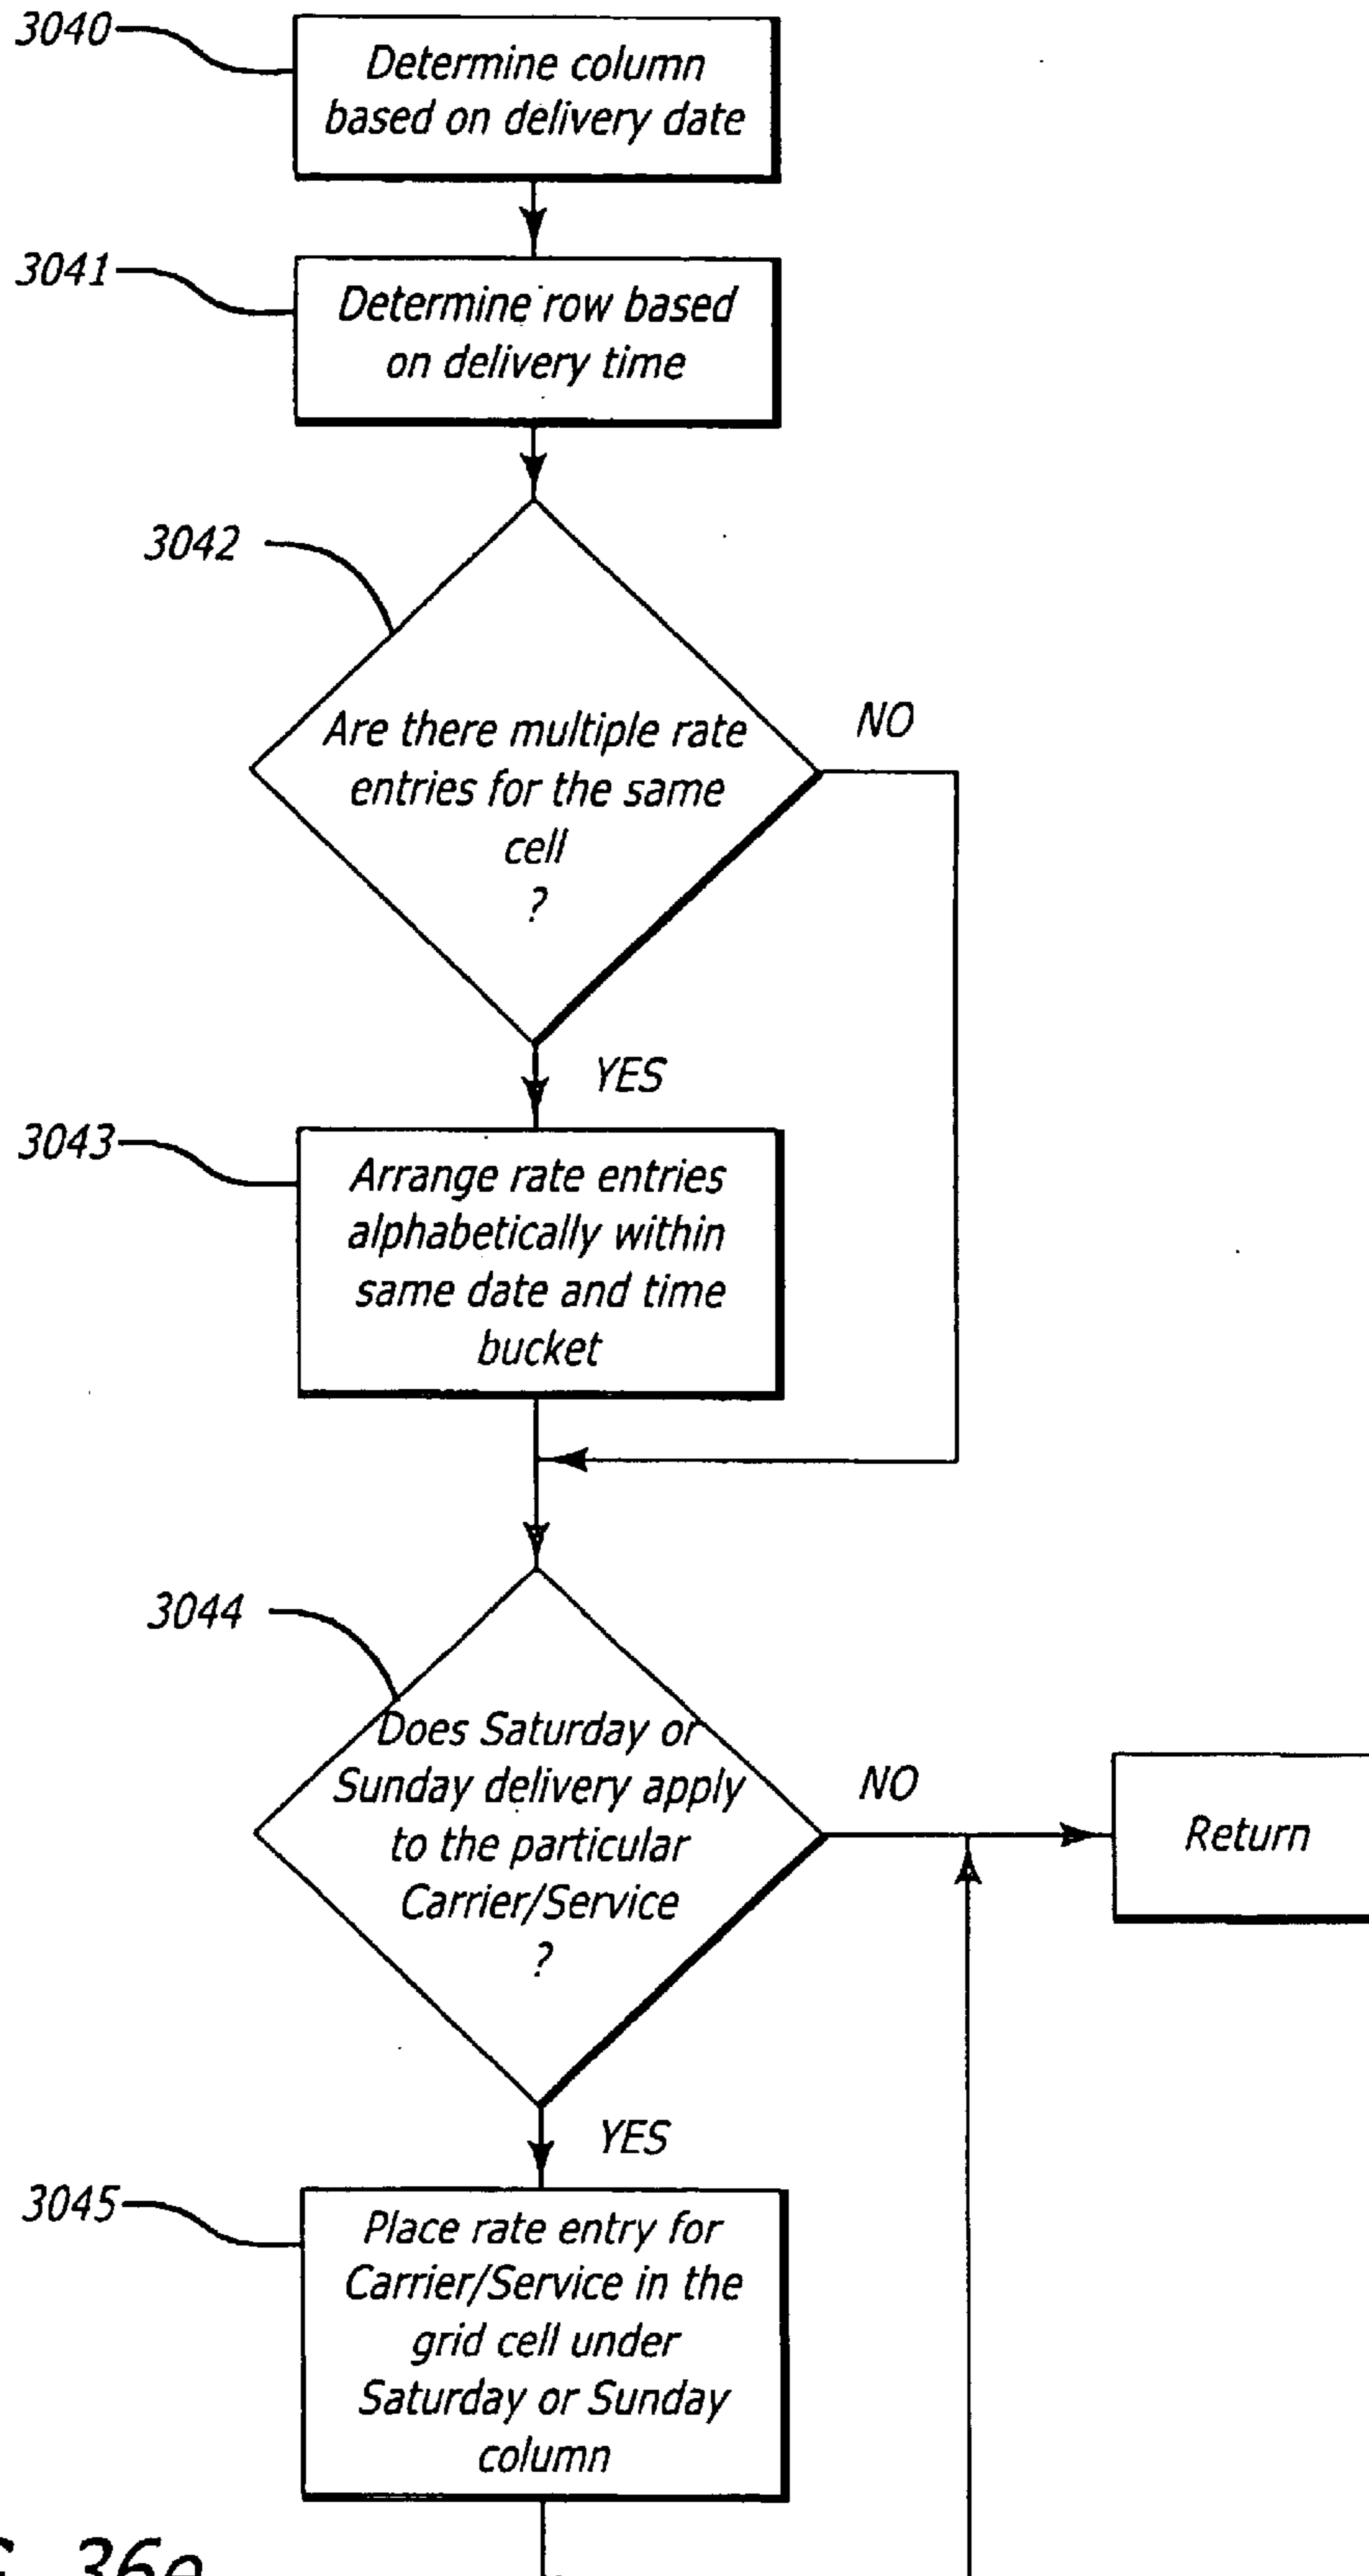 3040
Determine column
based on delivery date
3041
Determine row based
on delivery time
3042
Are there multiple rate
entries for the same
cell
?
NO
YES
3043
Arrange rate entries
alphabetically within
same date and time
bucket
3044
Does Saturday or
Sunday delivery apply
to the particular
Carrier/Service
?
NO
Return
YES
3045
Place rate entry for
Carrier/Service in the
grid cell under
Saturday or Sunday
column